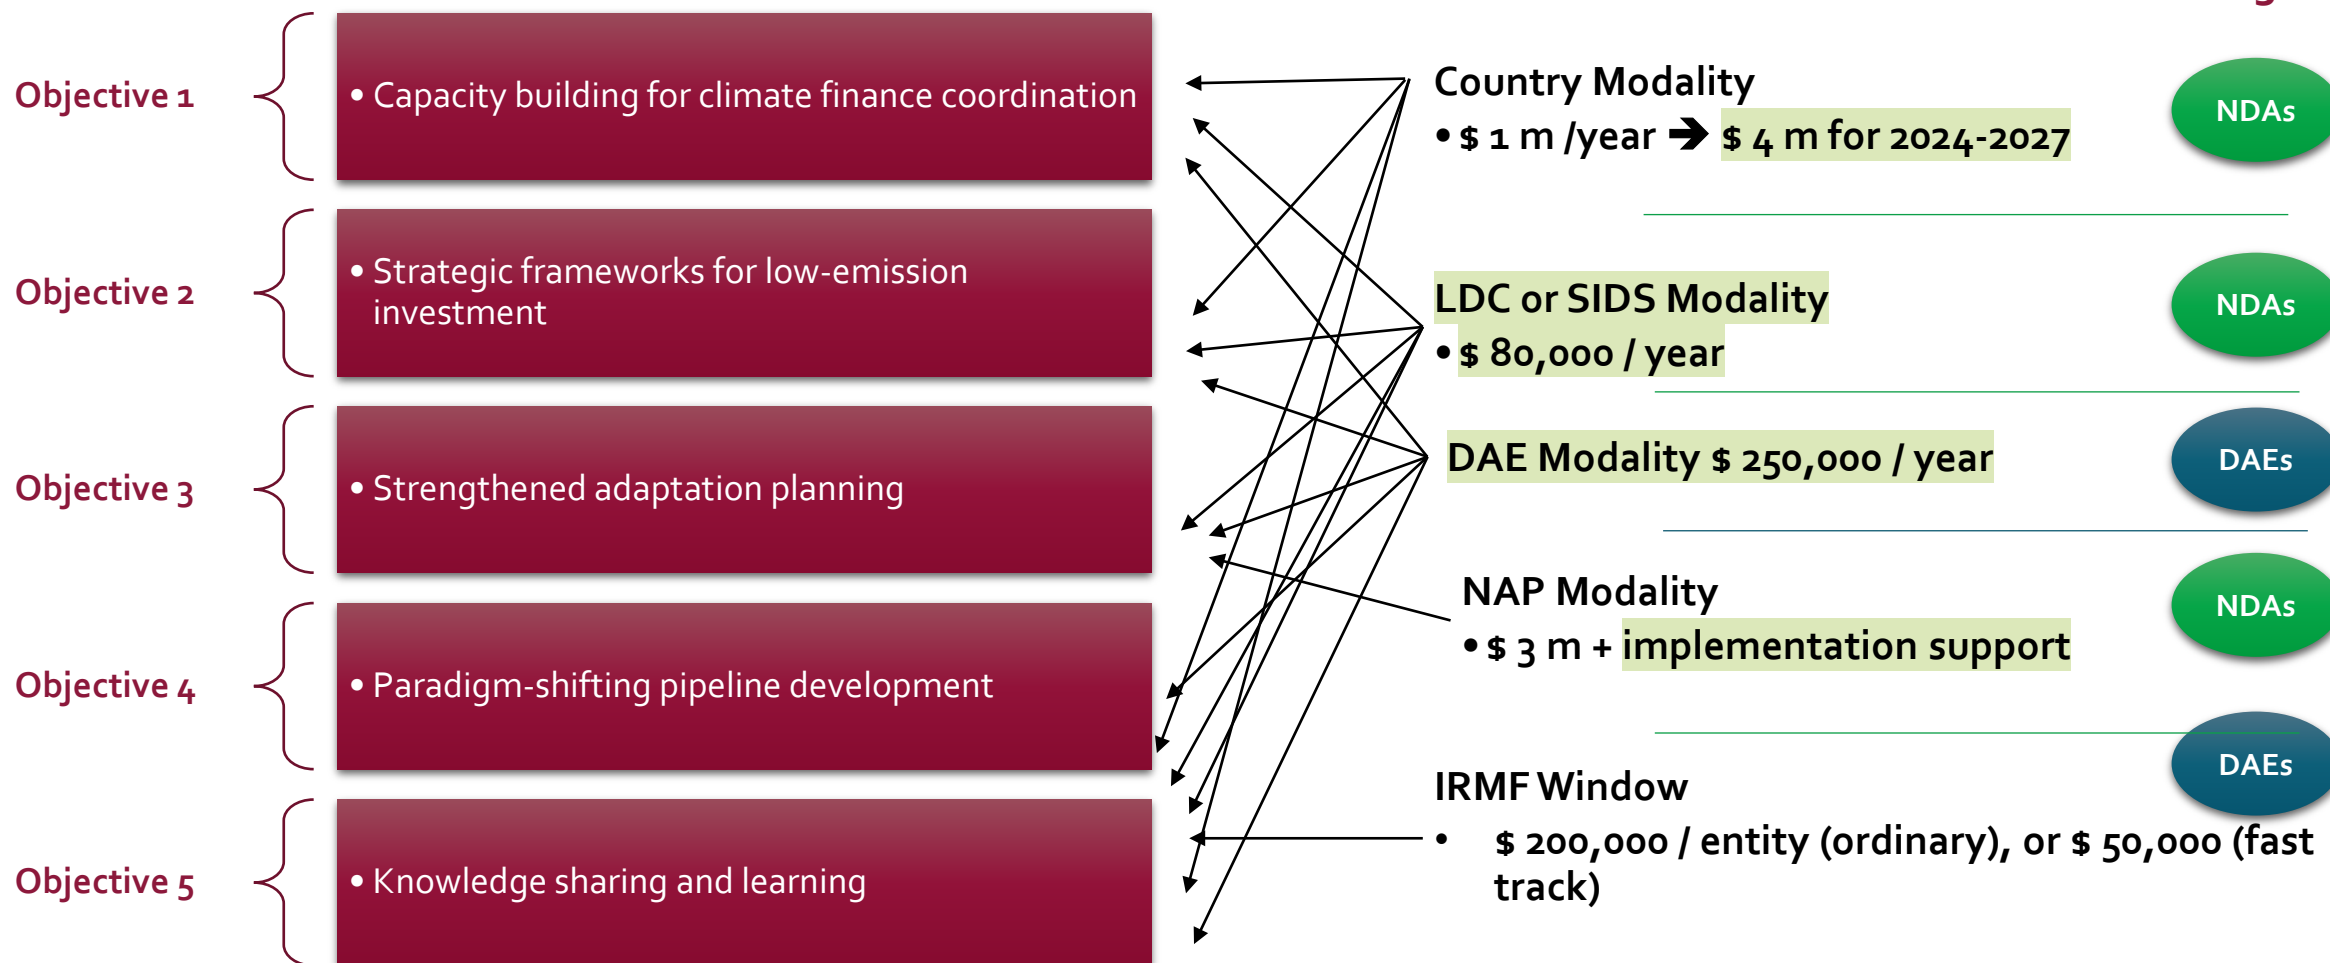 Objective 1
• Capacity building for climate finance coordination
Objective 2
• Strategic frameworks for low-emission
investment
Objective 3
• Strengthened adaptation planning
Objective 4
• Paradigm-shifting pipeline development
Objective 5
• Knowledge sharing and learning
Country Modality
• $ 1 m /year ➔ $ 4 m for 2024-2027
NDAs
LDC or SIDS Modality
• $ 80,000 / year
NDAs
DAE Modality $ 250,000 / year
DAEs
NAP Modality
• $ 3 m + implementation support
NDAs
IRMF Window
• $ 200,000 / entity (ordinary), or $ 50,000 (fast
track)
DAEs